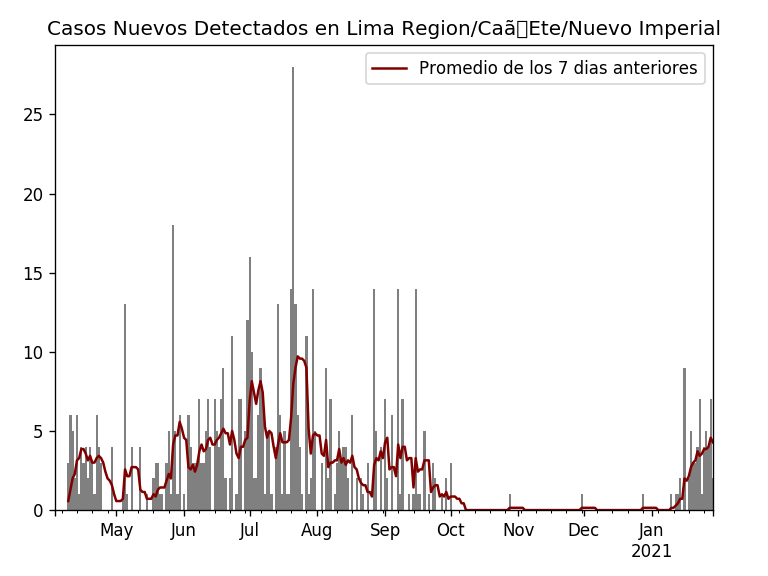 Casos Nuevos Detectados en Lima Region/Caã▯Ete/Nuevo Imperial
Promedio de los 7 dias anteriores
25
20
15
10
5
0
May Jun Jul Aug Sep Oct Nov Dec Jan
2021